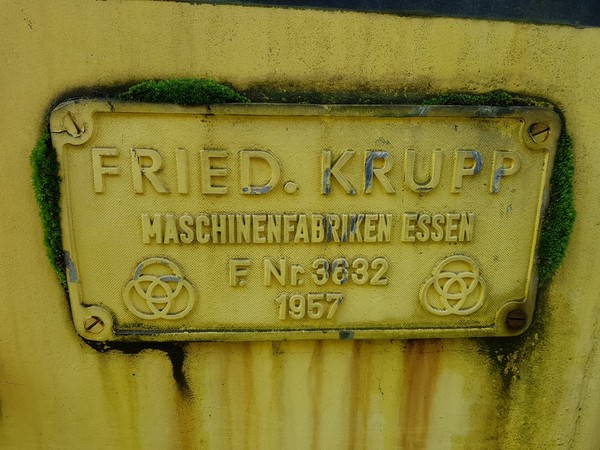 FRIED. KRUPP
MASCHINENFABRIKEN ESSEN
F. Nr. 3632
1957